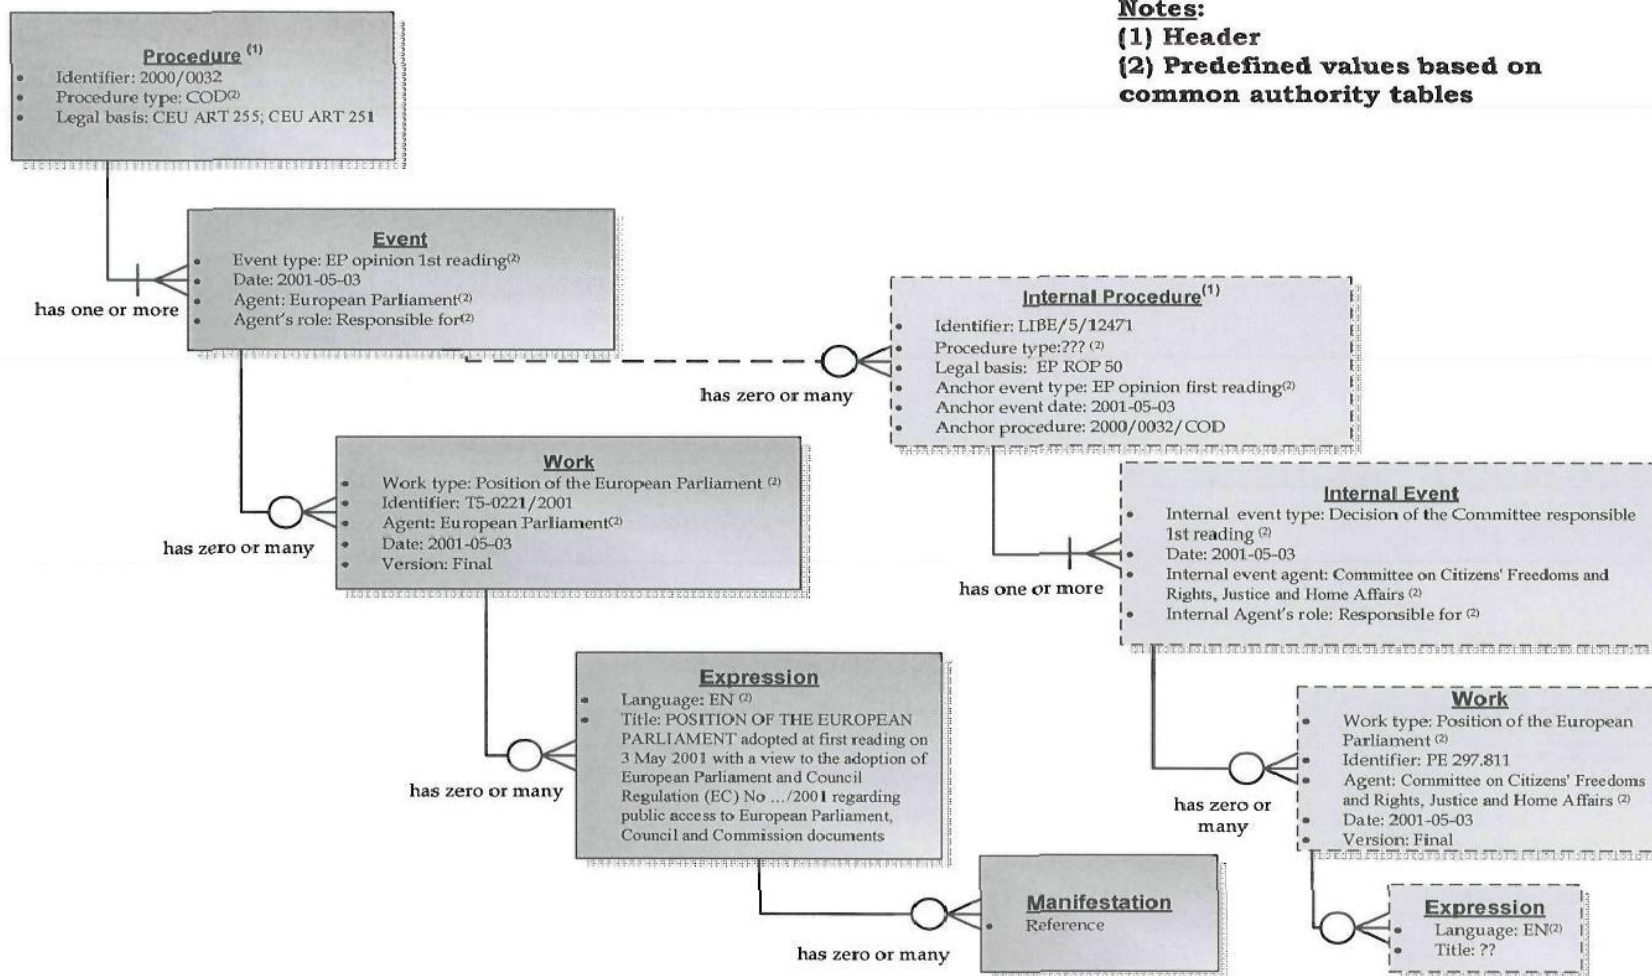 Notes:
(1) Header
(2) Predefined values based on
common authority tables
Procedure (1)
• Identifier: 2000/0032
• Procedure type: COD(2)
• Legal basis: CEU ART 255; CEU ART 251
has one or more
Event
• Event type: EP opinion 1st reading(2)
• Date: 2001-05-03
• Agent: European Parliament(2)
• Agent's role: Responsible for(2)
has zero or many
Internal Procedure(1)
• Identifier: LIBE/5/12471
• Procedure type:??? (2)
• Legal basis: EP ROP 50
• Anchor event type: EP opinion first reading(2)
• Anchor event date: 2001-05-03
• Anchor procedure: 2000/0032/COD
has zero or many
Work
• Work type: Position of the European Parliament (2)
• Identifier: T5-0221/2001
• Agent: European Parliament(2)
• Date: 2001-05-03
• Version: Final
has one or more
Internal Event
• Internal event type: Decision of the Committee responsible
1st reading (2)
• Date: 2001-05-03
• Internal event agent: Committee on Citizens' Freedoms and
Rights, Justice and Home Affairs (2)
• Internal Agent's role: Responsible for (2)
has zero or many
Expression
• Language: EN (2)
• Title: POSITION OF THE EUROPEAN
PARLIAMENT adopted at first reading on
3 May 2001 with a view to the adoption of
European Parliament and Council
Regulation (EC) No .../2001 regarding
public access to European Parliament,
Council and Commission documents
has zero or
many
Work
• Work type: Position of the European
Parliament (2)
• Identifier: PE 297.811
• Agent: Committee on Citizens' Freedoms
and Rights, Justice and Home Affairs (2)
• Date: 2001-05-03
• Version: Final
has zero or many
Manifestation
• Reference
Expression
• Language: EN(2)
• Title: ??